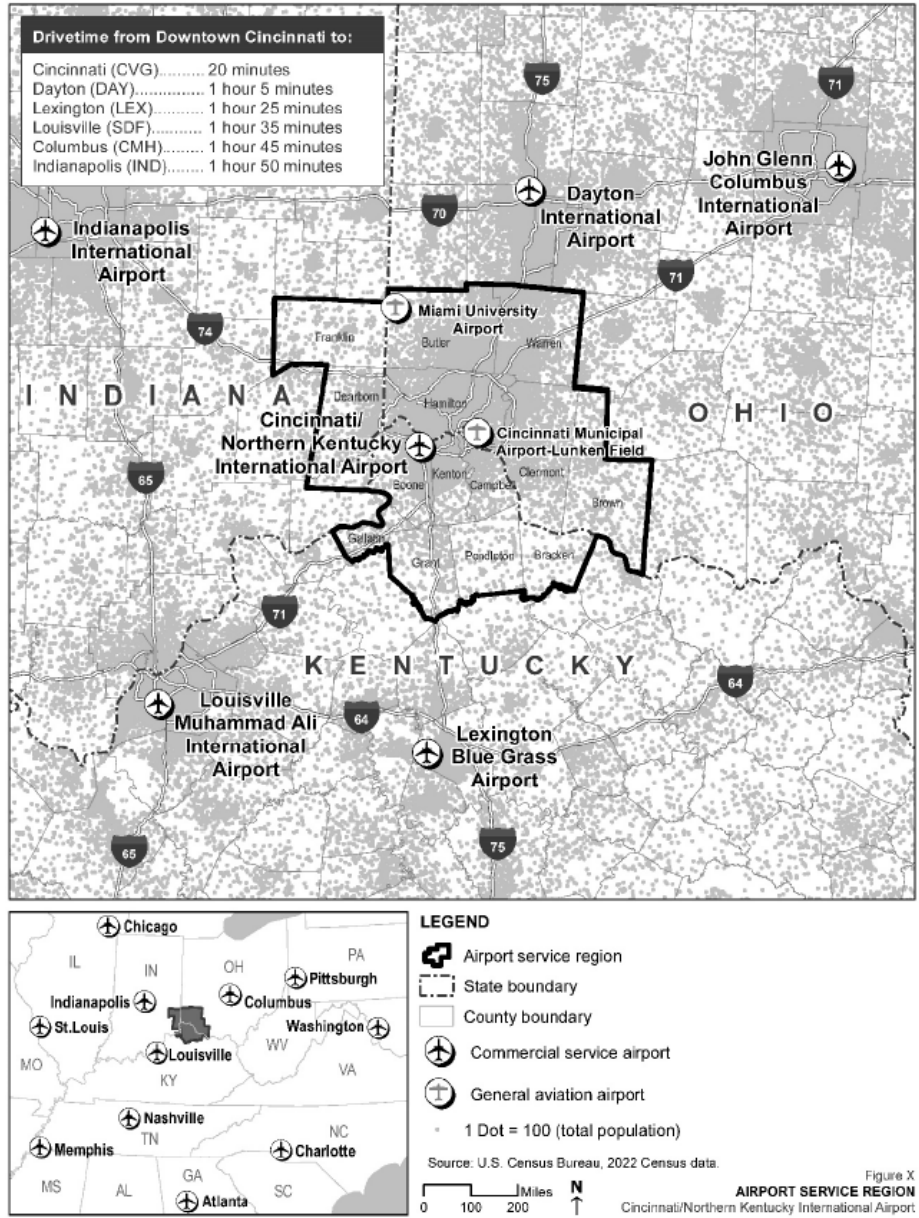 Drivetime from Downtown Cincinnati to:
Cincinnati (CVG).......... 20 minutes
Dayton (DAY)............... 1 hour 5 minutes
Lexington (LEX)............ 1 hour 25 minutes
Louisville (SDF)........... 1 hour 35 minutes
Columbus (CMH).......... 1 hour 45 minutes
Indianapolis (IND)........ 1 hour 50 minutes
75
71
John Glenn
Columbus
International
Airport
Dayton
International
Airport
70
Indianapolis
International
Airport
71
74
Miami University
Airport
Franklin
Butler
Warren
INDIANA
OHIO
Dearborn
Hamilton
Cincinnati/
Northern Kentucky
International Airport
Cincinnati Municipal
Airport-Lunken Field
65
Boone
Kenton
Campbell
Clermont
Brown
Gallatin
Grant
Pendleton
Bracken
71
KENTUCKY
64
Louisville
Muhammad Ali
International
Airport
64
Lexington
Blue Grass
Airport
65
75
Chicago
IL
IN
OH
PA
Pittsburgh
Indianapolis
Columbus
St.Louis
Washington
MO
Louisville
WV
KY
VA
Nashville
TN
NC
Memphis
Charlotte
MS
AL
GA
SC
Atlanta
LEGEND
Airport service region
State boundary
County boundary
Commercial service airport
General aviation airport
1 Dot = 100 (total population)
Source: U.S. Census Bureau, 2022 Census data.
Miles
0 100 200
N
Figure X
AIRPORT SERVICE REGION
Cincinnati/Northern Kentucky International Airport